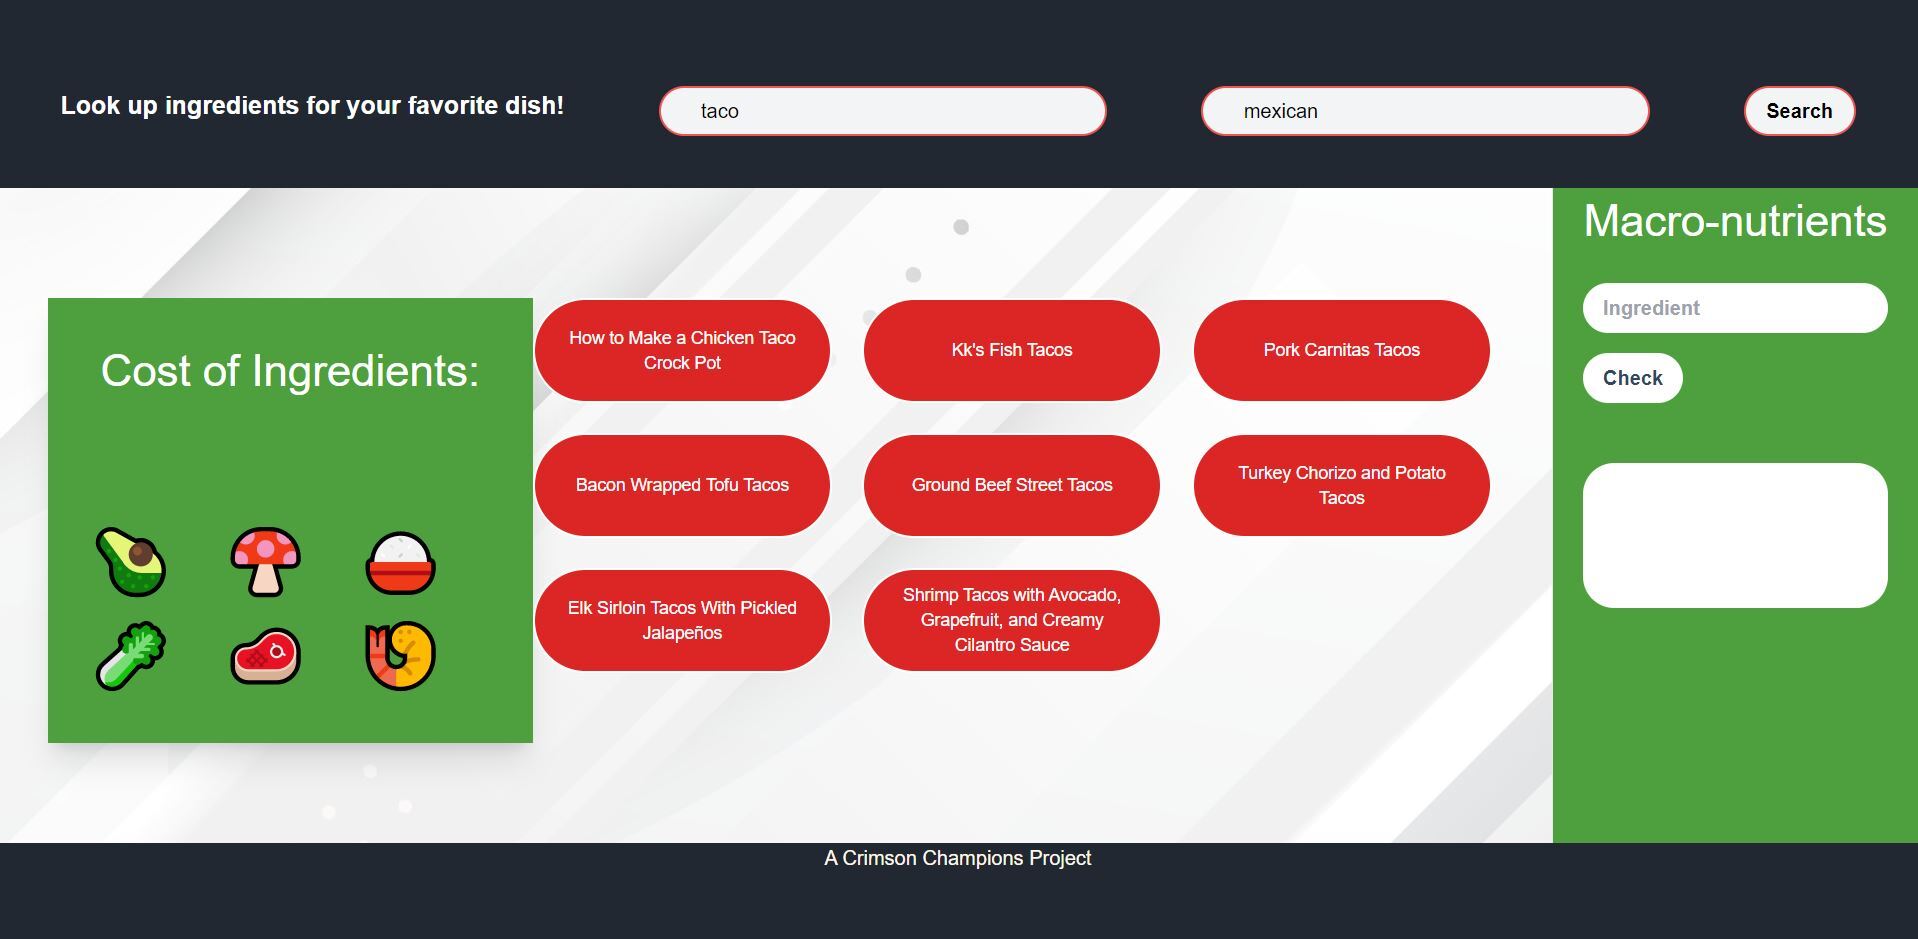 Look up ingredients for your favorite dish!
taco
mexican
Search
Macro-nutrients
Ingredient
Check
Cost of Ingredients:
How to Make a Chicken Taco
Crock Pot
Kk's Fish Tacos
Pork Carnitas Tacos
Bacon Wrapped Tofu Tacos
Ground Beef Street Tacos
Turkey Chorizo and Potato
Tacos
Elk Sirloin Tacos With Pickled
Jalapeños
Shrimp Tacos with Avocado,
Grapefruit, and Creamy
Cilantro Sauce
A Crimson Champions Project